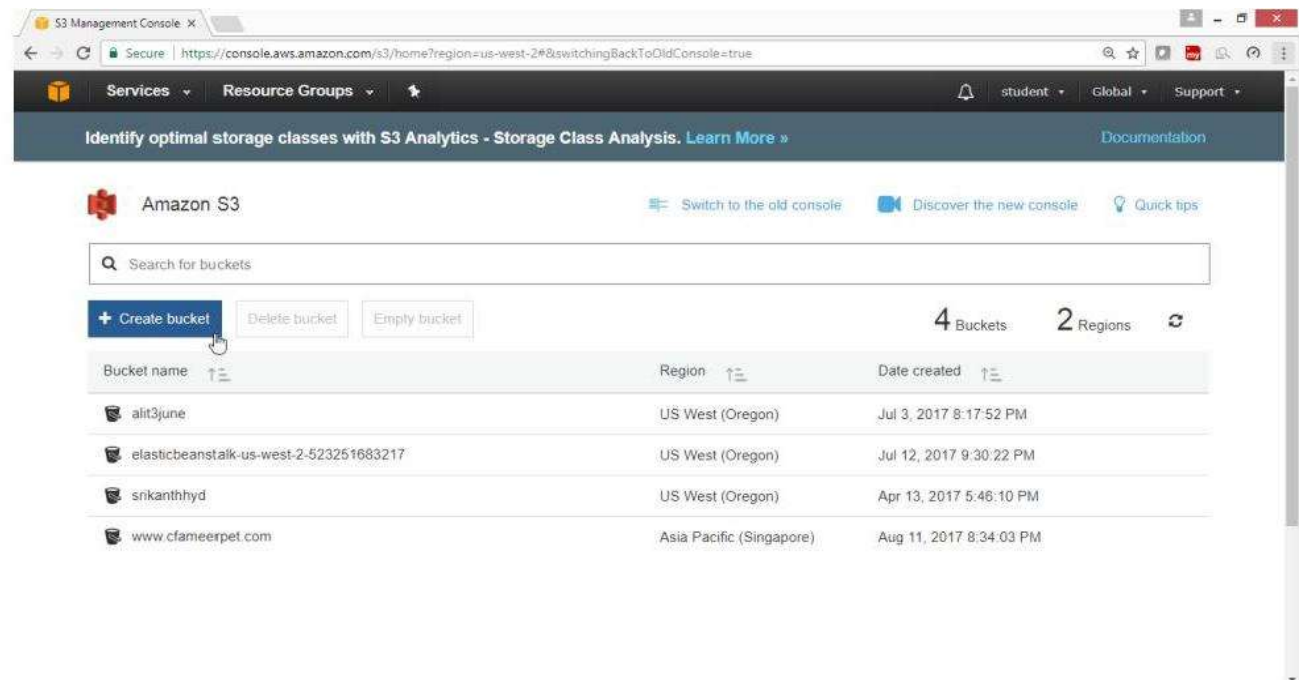 S3 Management Console
Secure https://console.aws.amazon.com/s3/home?region=us-west-2#&switchingBackToOldConsole=true
Services Resource Groups student Global Support
Identify optimal storage classes with S3 Analytics - Storage Class Analysis. Learn More » Documentation
Amazon S3 Switch to the old console Discover the new console Quick tips
Search for buckets
+ Create bucket Delete bucket Empty bucket 4 Buckets 2 Regions
Bucket name Region Date created
alit3june US West (Oregon) Jul 3, 2017 8:17:52 PM
elasticbeanstalk-us-west-2-523251683217 US West (Oregon) Jul 12, 2017 9:30:22 PM
srikanthhyd US West (Oregon) Apr 13, 2017 5:46:10 PM
www.cfameerpet.com Asia Pacific (Singapore) Aug 11, 2017 8:34:03 PM